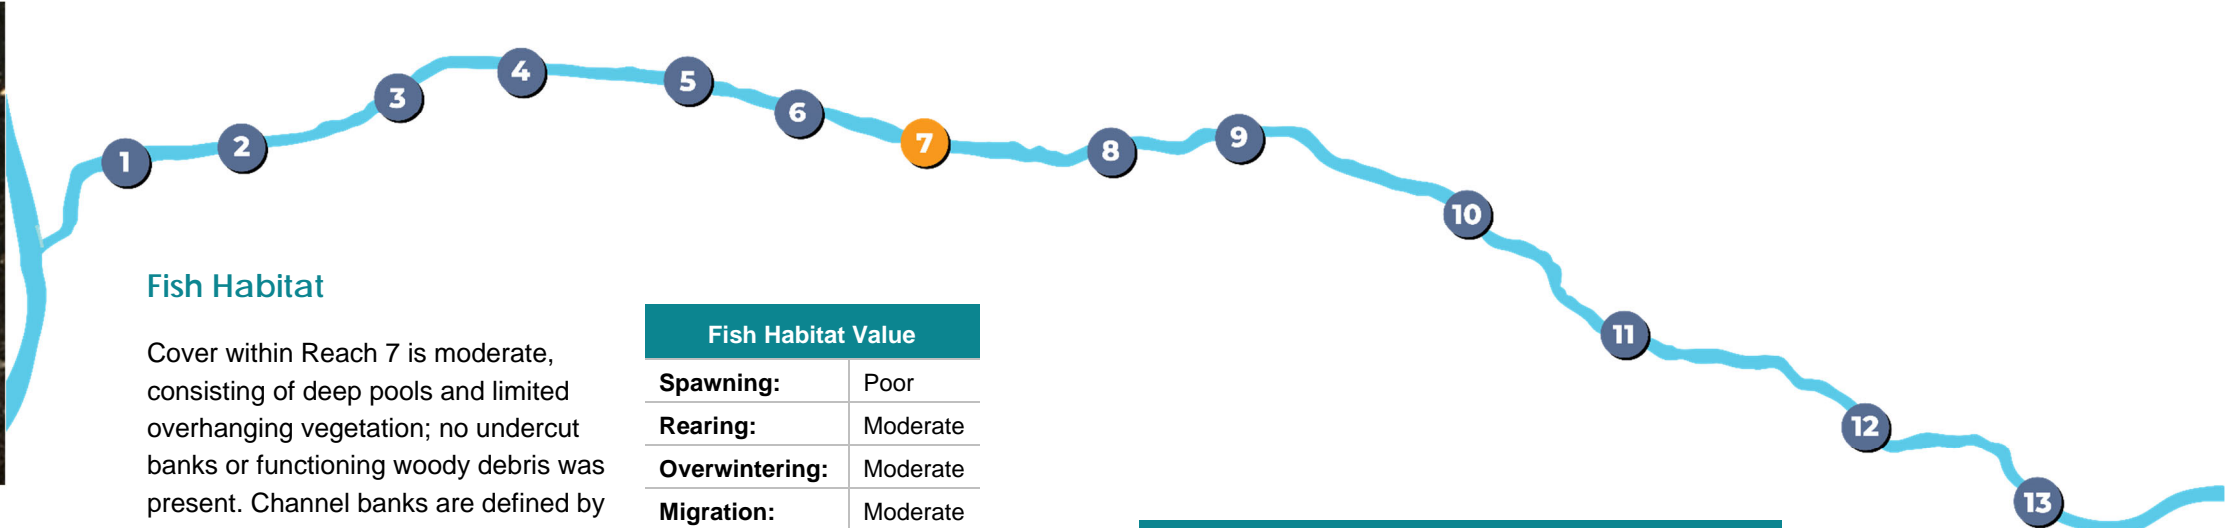 1
2
3
4
5
6
7
8
9
10
11
12
13
Fish Habitat
Cover within Reach 7 is moderate,
consisting of deep pools and limited
overhanging vegetation; no undercut
banks or functioning woody debris was
present. Channel banks are defined by
Fish Habitat Value
Spawning: Poor
Rearing: Moderate
Overwintering: Moderate
Migration: Moderate